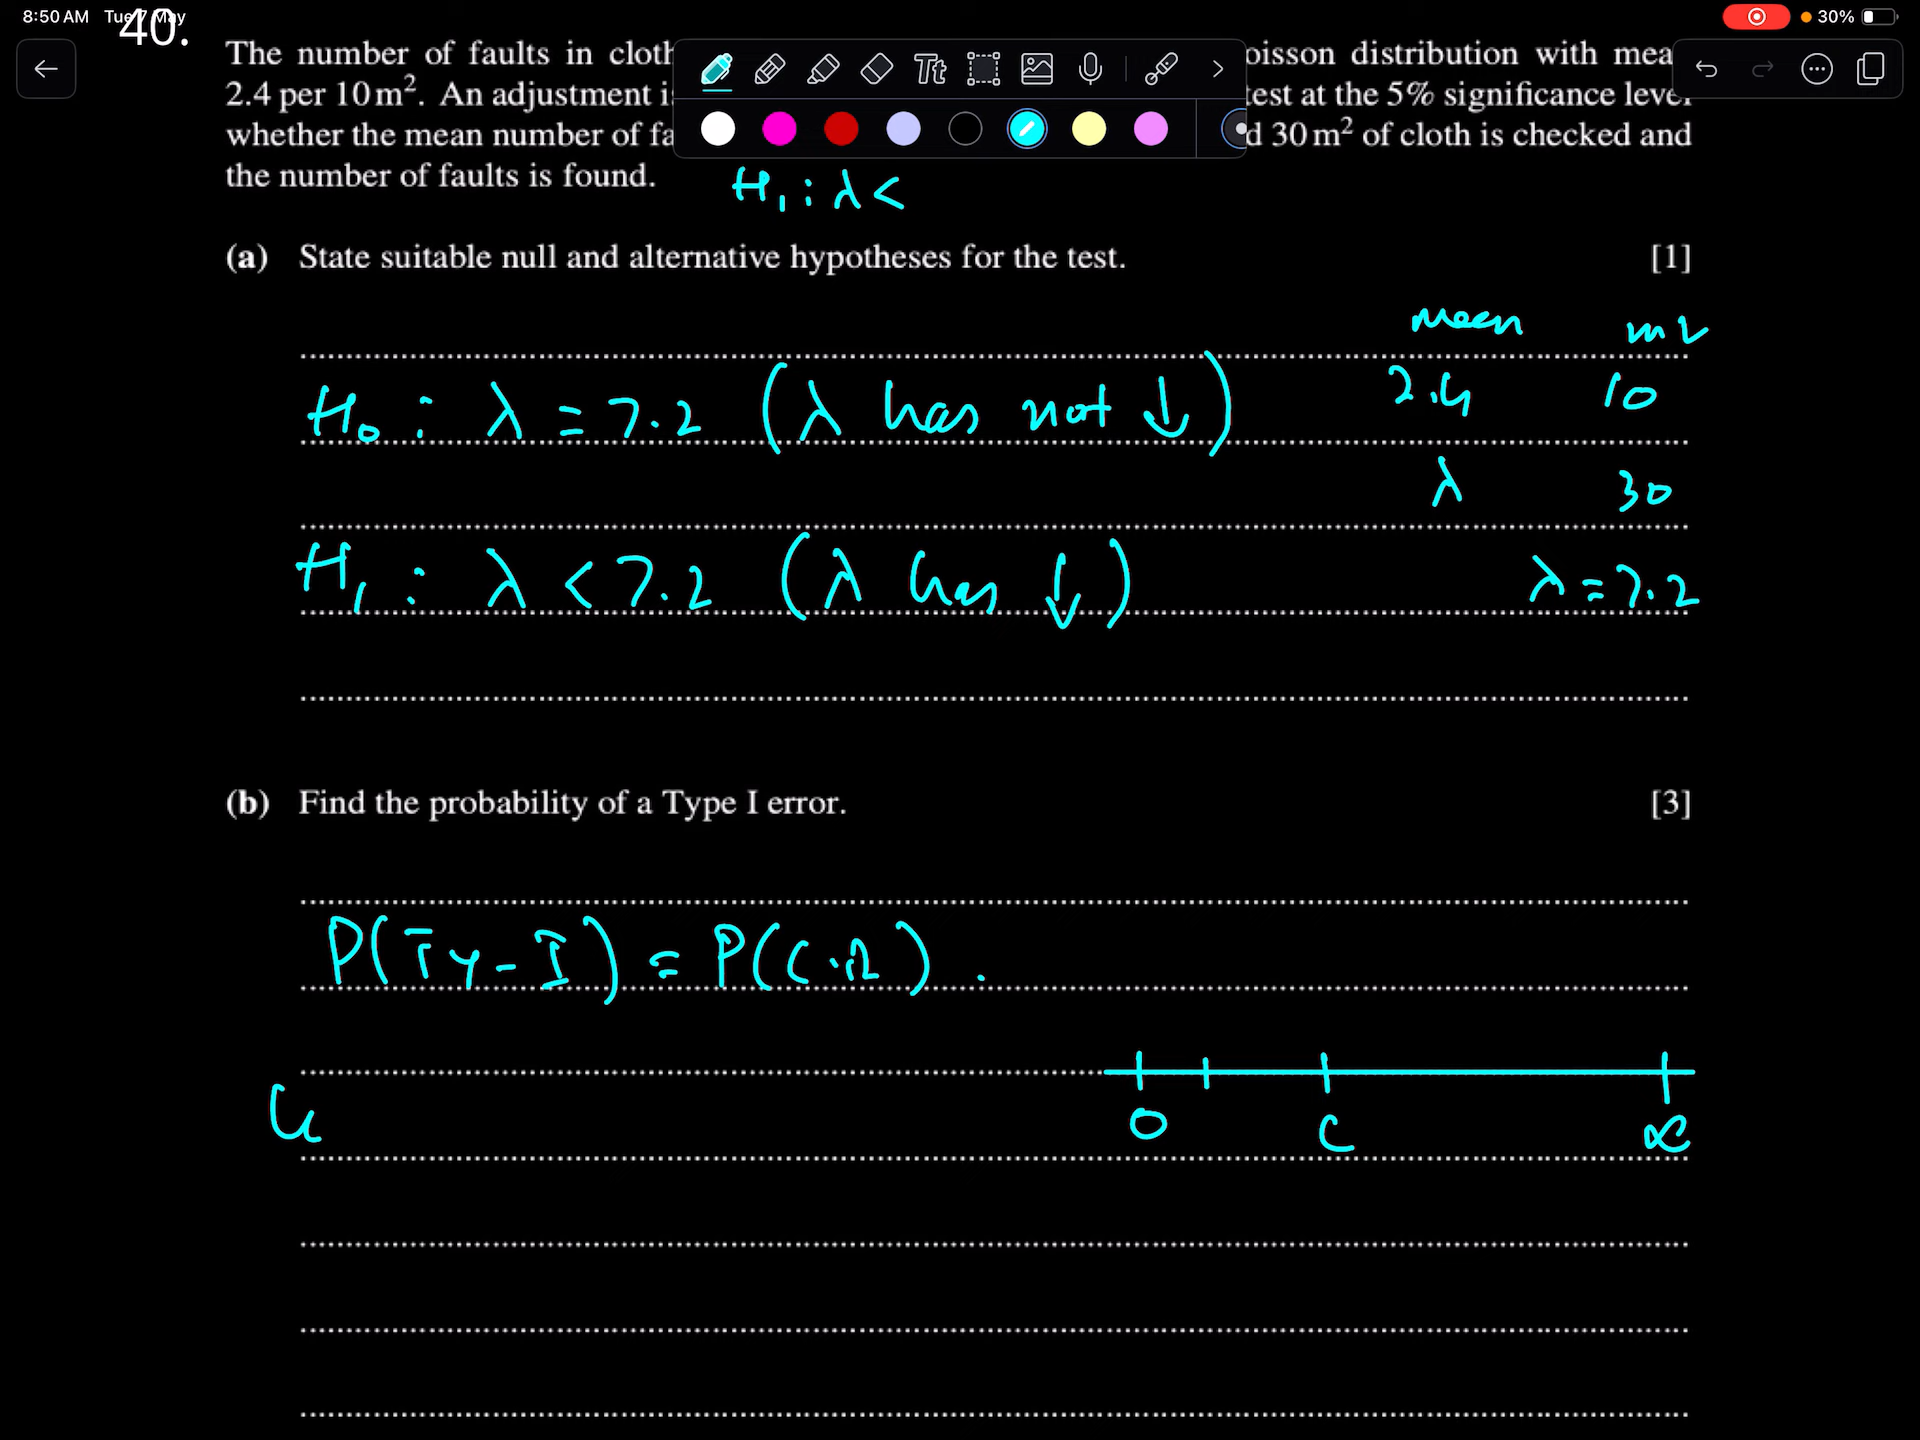 8:50 AM Tue 7 May
30%
40.
The number of faults in cloth oisson distribution with mea
2.4 per 10 m². An adjustment i test at the 5% significance level
whether the mean number of fa d 30 m² of cloth is checked and
the number of faults is found.
H₁ : λ <
(a) State suitable null and alternative hypotheses for the test. [1]
mean m²
H₀ : λ = 7.2 (λ has not ↓) 2.4 10
λ 30
H₁ : λ < 7.2 (λ has ↓) λ = 7.2
(b) Find the probability of a Type I error. [3]
P(Ty-I) = P(C.R) .
0 C ∝